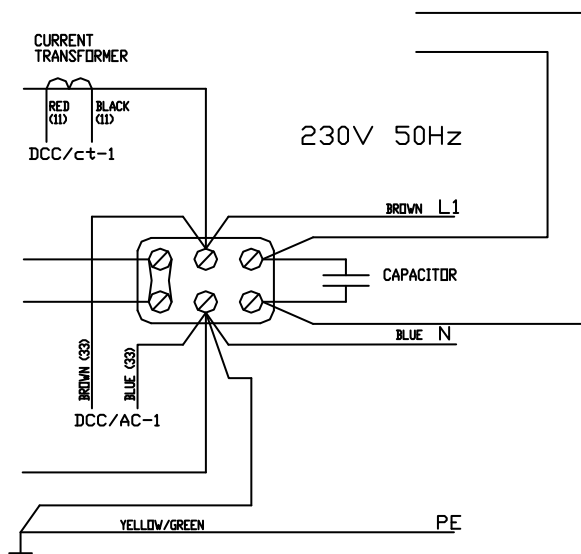 CURRENT
TRANSFORMER
RED
(11)
BLACK
(11)
DCC/ct-1
230V 50Hz
BROWN L1
CAPACITOR
BLUE N
BROWN (33)
BLUE (33)
DCC/AC-1
YELLOW/GREEN
PE